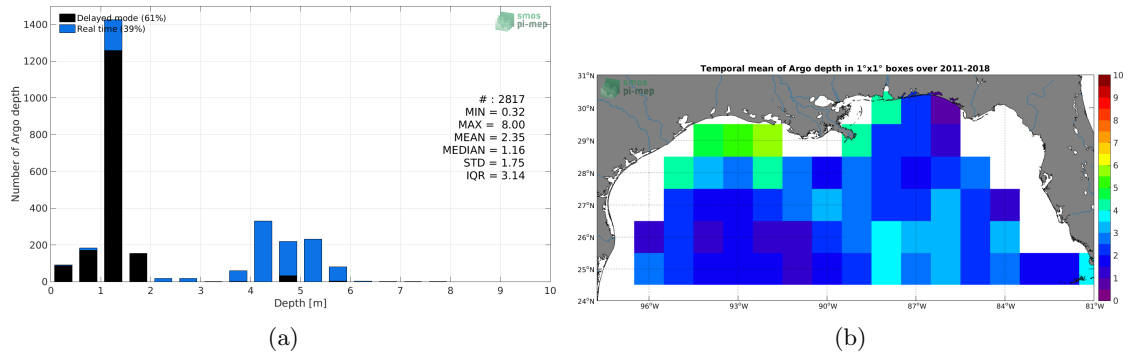 Delayed mode (61%)
Real time (39%)
smos
pi-mep
1400
1200
1000
800
600
400
200
0
Number of Argo depth
# : 2817
MIN = 0.32
MAX = 8.00
MEAN = 2.35
MEDIAN = 1.16
STD = 1.75
IQR = 3.14
0 1 2 3 4 5 6 7 8 9 10
Depth [m]
(a)
Temporal mean of Argo depth in 1°x1° boxes over 2011-2018
smos
pi-mep
31°N
30°N
29°N
28°N
27°N
26°N
25°N
24°N
96°W 93°W 90°W 87°W 84°W 81°W
10
9
8
7
6
5
4
3
2
1
0
(b)